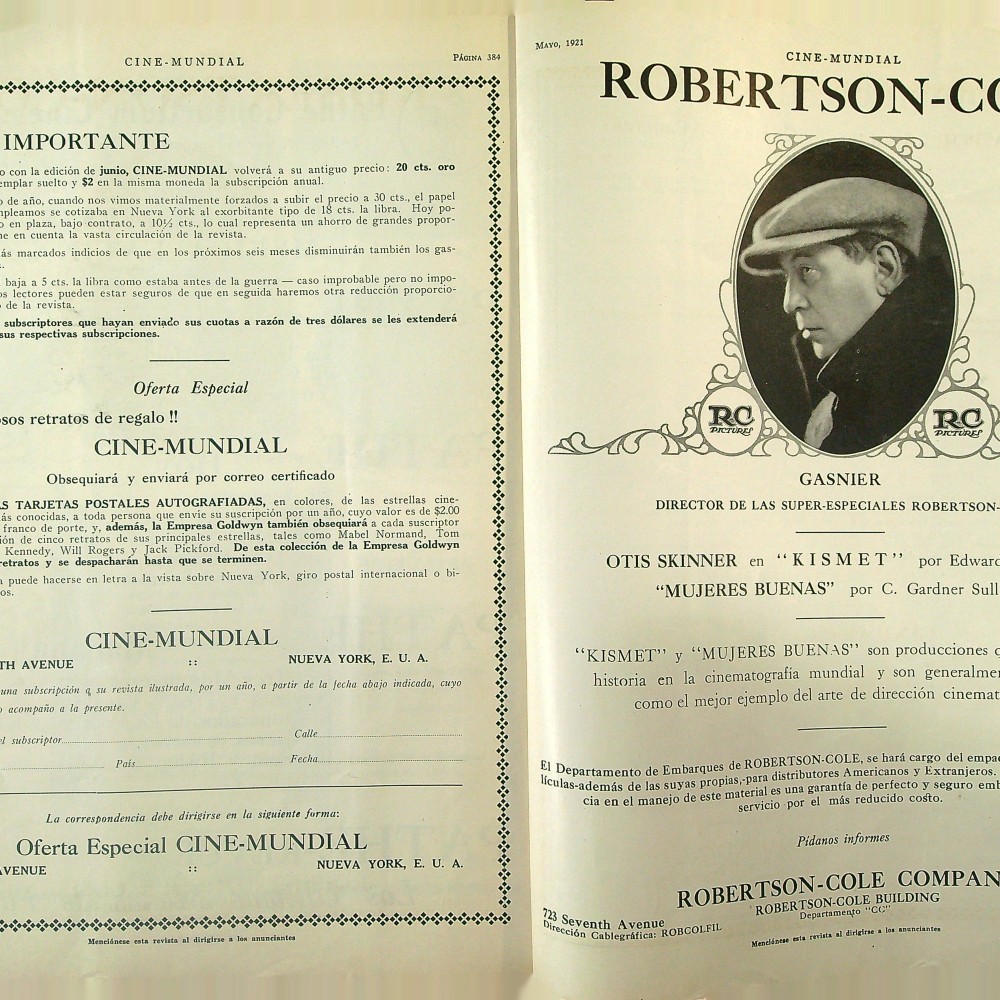 CINE-MUNDIAL
PÁGINA 384
IMPORTANTE
o con la edición de junio, CINE-MUNDIAL volverá a su antiguo precio: 20 cts. oro
emplar suelto y $2 en la misma moneda la subscripción anual.
o de año, cuando nos vimos materialmente forzados a subir el precio a 30 cts., el papel
mpleamos se cotizaba en Nueva York al exorbitante tipo de 18 cts. la libra. Hoy po-
o en plaza, bajo contrato, a 10½ cts., lo cual representa un ahorro de grandes propor-
ne en cuenta la vasta circulación de la revista.
ás marcados indicios de que en los próximos seis meses disminuirán también los gas-
baja a 5 cts. la libra como estaba antes de la guerra — caso improbable pero no impo-
os lectores pueden estar seguros de que en seguida haremos otra reducción proporcio-
o de la revista.
subscriptores que hayan enviado sus cuotas a razón de tres dólares se les extenderá
sus respectivas subscripciones.
Oferta Especial
osos retratos de regalo !!
CINE-MUNDIAL
Obsequiará y enviará por correo certificado
AS TARJETAS POSTALES AUTOGRAFIADAS, en colores, de las estrellas cine-
ás conocidas, a toda persona que envíe su suscripción por un año, cuyo valor es de $2.00
franco de porte, y, además, la Empresa Goldwyn también obsequiará a cada suscriptor
ión de cinco retratos de sus principales estrellas, tales como Mabel Normand, Tom
Kennedy, Will Rogers y Jack Pickford. De esta colección de la Empresa Goldwyn
retratos y se despacharán hasta que se terminen.
a puede hacerse en letra a la vista sobre Nueva York, giro postal internacional o bi-
os.
CINE-MUNDIAL
TH AVENUE :: NUEVA YORK, E. U. A.
una subscripción a su revista ilustrada, por un año, a partir de la fecha abajo indicada, cuyo
o acompaño a la presente.
el subscriptor Calle
País Fecha
La correspondencia debe dirigirse en la siguiente forma:
Oferta Especial CINE-MUNDIAL
AVENUE :: NUEVA YORK, E. U. A.
Menciónese esta revista al dirigirse a los anunciantes
MAYO, 1921
CINE-MUNDIAL
ROBERTSON-CO
RC PICTURES
RC PICTURES
GASNIER
DIRECTOR DE LAS SUPER-ESPECIALES ROBERTSON-
OTIS SKINNER en "KISMET" por Edward
"MUJERES BUENAS" por C. Gardner Sull
"KISMET" y "MUJERES BUENAS" son producciones q
historia en la cinematografía mundial y son generalmen
como el mejor ejemplo del arte de dirección cinemat
El Departamento de Embarques de ROBERTSON-COLE, se hará cargo del empac
lículas-además de las suyas propias,-para distributores Americanos y Extranjeros.
cia en el manejo de este material es una garantía de perfecto y seguro emb
servicio por el más reducido costo.
Pídanos informes
ROBERTSON-COLE COMPAN
ROBERTSON-COLE BUILDING
Departamento "CG"
723 Seventh Avenue
Dirección Cablegráfica: ROBCOLFIL
Menciónese esta revista al dirigirse a los anunciantes